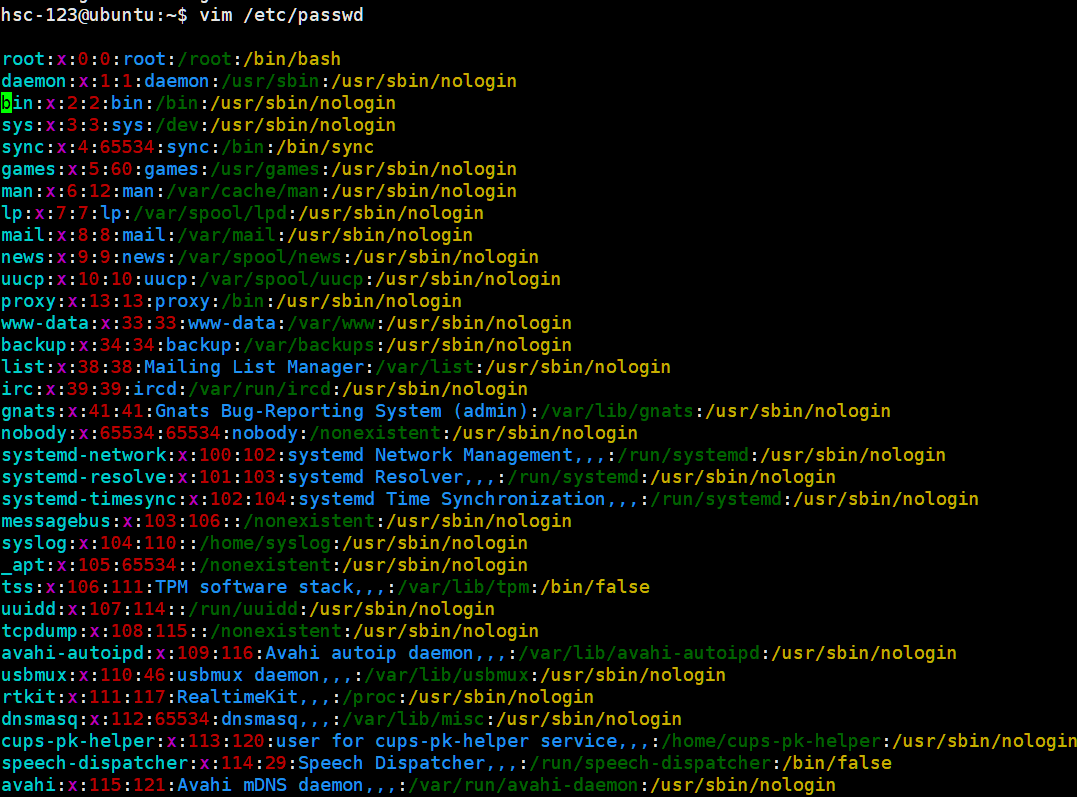 hsc-123@ubuntu:~$ vim /etc/passwd
root:x:0:0:root:/root:/bin/bash
daemon:x:1:1:daemon:/usr/sbin:/usr/sbin/nologin
bin:x:2:2:bin:/bin:/usr/sbin/nologin
sys:x:3:3:sys:/dev:/usr/sbin/nologin
sync:x:4:65534:sync:/bin:/bin/sync
games:x:5:60:games:/usr/games:/usr/sbin/nologin
man:x:6:12:man:/var/cache/man:/usr/sbin/nologin
lp:x:7:7:lp:/var/spool/lpd:/usr/sbin/nologin
mail:x:8:8:mail:/var/mail:/usr/sbin/nologin
news:x:9:9:news:/var/spool/news:/usr/sbin/nologin
uucp:x:10:10:uucp:/var/spool/uucp:/usr/sbin/nologin
proxy:x:13:13:proxy:/bin:/usr/sbin/nologin
www-data:x:33:33:www-data:/var/www:/usr/sbin/nologin
backup:x:34:34:backup:/var/backups:/usr/sbin/nologin
list:x:38:38:Mailing List Manager:/var/list:/usr/sbin/nologin
irc:x:39:39:ircd:/var/run/ircd:/usr/sbin/nologin
gnats:x:41:41:Gnats Bug-Reporting System (admin):/var/lib/gnats:/usr/sbin/nologin
nobody:x:65534:65534:nobody:/nonexistent:/usr/sbin/nologin
systemd-network:x:100:102:systemd Network Management,,,:/run/systemd:/usr/sbin/nologin
systemd-resolve:x:101:103:systemd Resolver,,,:/run/systemd:/usr/sbin/nologin
systemd-timesync:x:102:104:systemd Time Synchronization,,,:/run/systemd:/usr/sbin/nologin
messagebus:x:103:106::/nonexistent:/usr/sbin/nologin
syslog:x:104:110::/home/syslog:/usr/sbin/nologin
_apt:x:105:65534::/nonexistent:/usr/sbin/nologin
tss:x:106:111:TPM software stack,,,:/var/lib/tpm:/bin/false
uuidd:x:107:114::/run/uuidd:/usr/sbin/nologin
tcpdump:x:108:115::/nonexistent:/usr/sbin/nologin
avahi-autoipd:x:109:116:Avahi autoip daemon,,,:/var/lib/avahi-autoipd:/usr/sbin/nologin
usbmux:x:110:46:usbmux daemon,,,:/var/lib/usbmux:/usr/sbin/nologin
rtkit:x:111:117:RealtimeKit,,,:/proc:/usr/sbin/nologin
dnsmasq:x:112:65534:dnsmasq,,,:/var/lib/misc:/usr/sbin/nologin
cups-pk-helper:x:113:120:user for cups-pk-helper service,,,:/home/cups-pk-helper:/usr/sbin/nologin
speech-dispatcher:x:114:29:Speech Dispatcher,,,:/run/speech-dispatcher:/bin/false
avahi:x:115:121:Avahi mDNS daemon,,,:/var/run/avahi-daemon:/usr/sbin/nologin